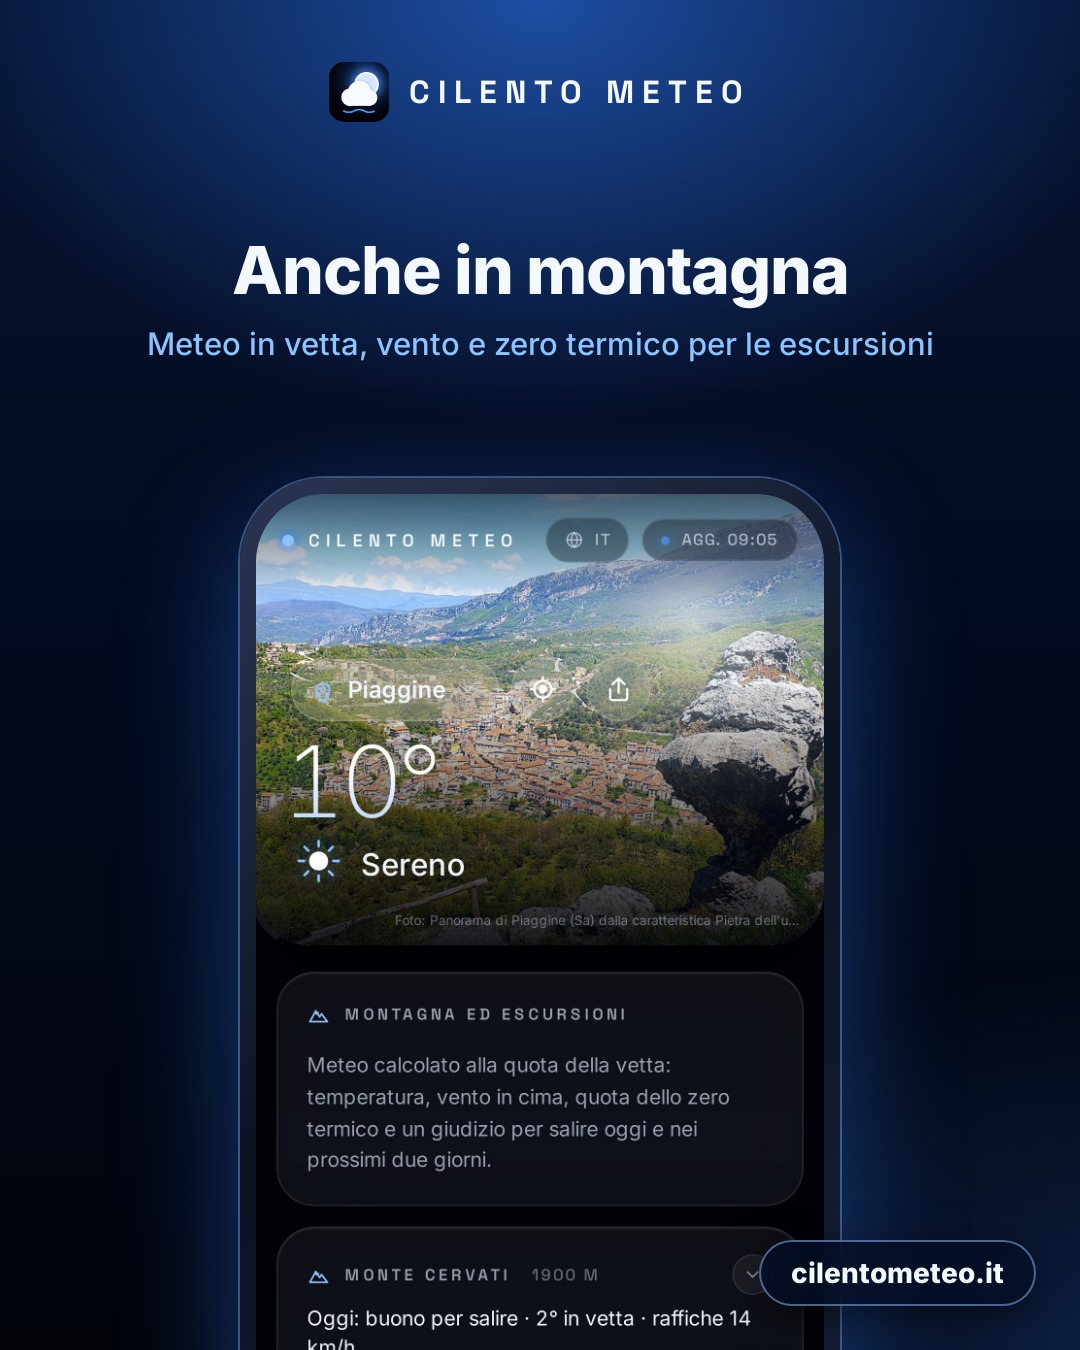 CILENTO METEO
Anche in montagna
Meteo in vetta, vento e zero termico per le escursioni
CILENTO METEO
IT
AGG. 09:05
Piaggine
10°
Sereno
Foto: Panorama di Piaggine (Sa) dalla caratteristica Pietra dell'u...
MONTAGNA ED ESCURSIONI
Meteo calcolato alla quota della vetta:
temperatura, vento in cima, quota dello zero
termico e un giudizio per salire oggi e nei
prossimi due giorni.
MONTE CERVATI 1900 M
Oggi: buono per salire · 2° in vetta · raffiche 14
km/h
cilentometeo.it